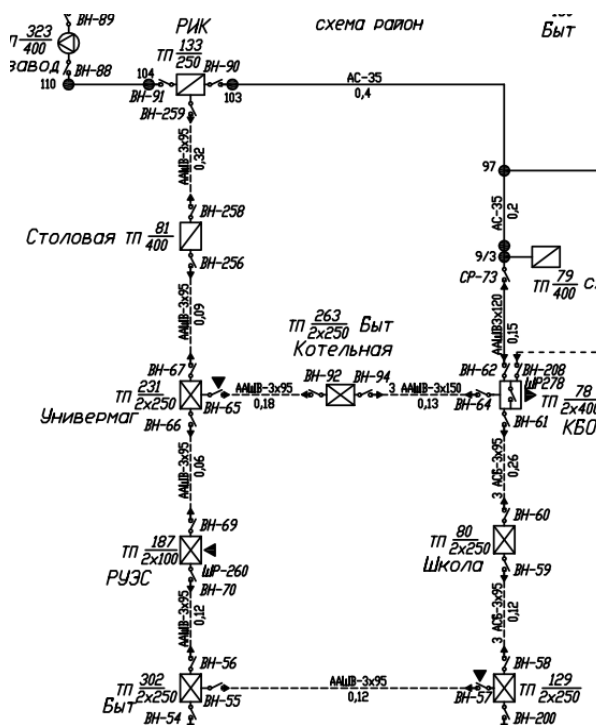 ВН-89
РИК
схема район
Быт
323
400
завод
ВН-88
ТП 133
250
ВН-90
110
104
ВН-91
103
АС-35
0,4
ВН-259
ААШВ-3х95
0,32
97
АС-35
0,2
Столовая ТП 81
400
ВН-258
ВН-256
9/3
СР-73
ТП 79
400
ААШВ-3х95
0,09
ТП 263
2х250
Быт
Котельная
ААШВ3х120
0,15
ВН-67
ТП 231
2х250
Универмаг
ВН-65
ВН-66
ААШВ-3х95
0,18
ВН-92
ВН-94
3 ААШВ-3х150
0,13
ВН-62
ВН-208
ШР278
ВН-64
ВН-61
ТП 78
2х400
КБО
ААШВ-3х95
0,06
3 АСБ-3х95
0,26
ВН-69
ТП 187
2х100
РУЭС
ШР-260
ВН-70
ВН-60
ТП 80
2х250
Школа
ВН-59
ААШВ-3х95
0,12
3 АСБ-3х95
0,12
ВН-56
ТП 302
2х250
Быт
ВН-55
ВН-54
ААШВ-3х95
0,12
ВН-58
ВН-57
ТП 129
2х250
ВН-200